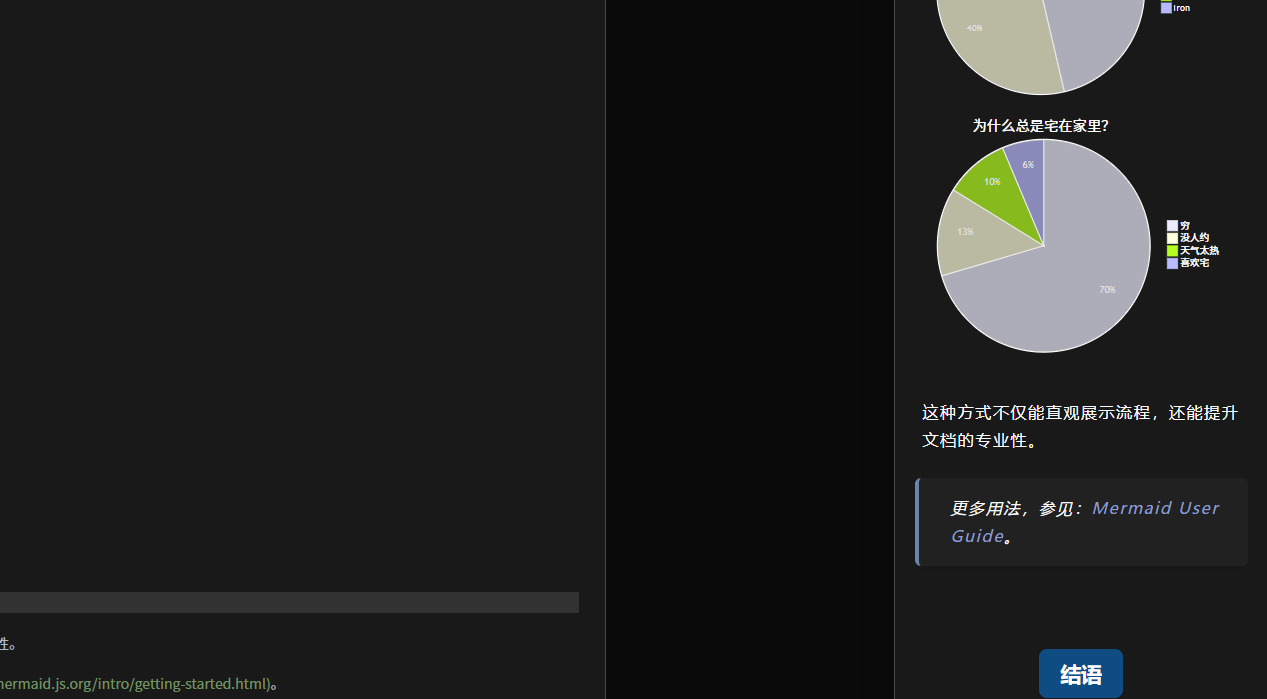 Iron
40%
为什么总是宅在家里？
6%
10%
13%
70%
穷
没人约
天气太热
喜欢宅
这种方式不仅能直观展示流程，还能提升
文档的专业性。
更多用法，参见：Mermaid User
Guide。
结语
性。
mermaid.js.org/intro/getting-started.html)。